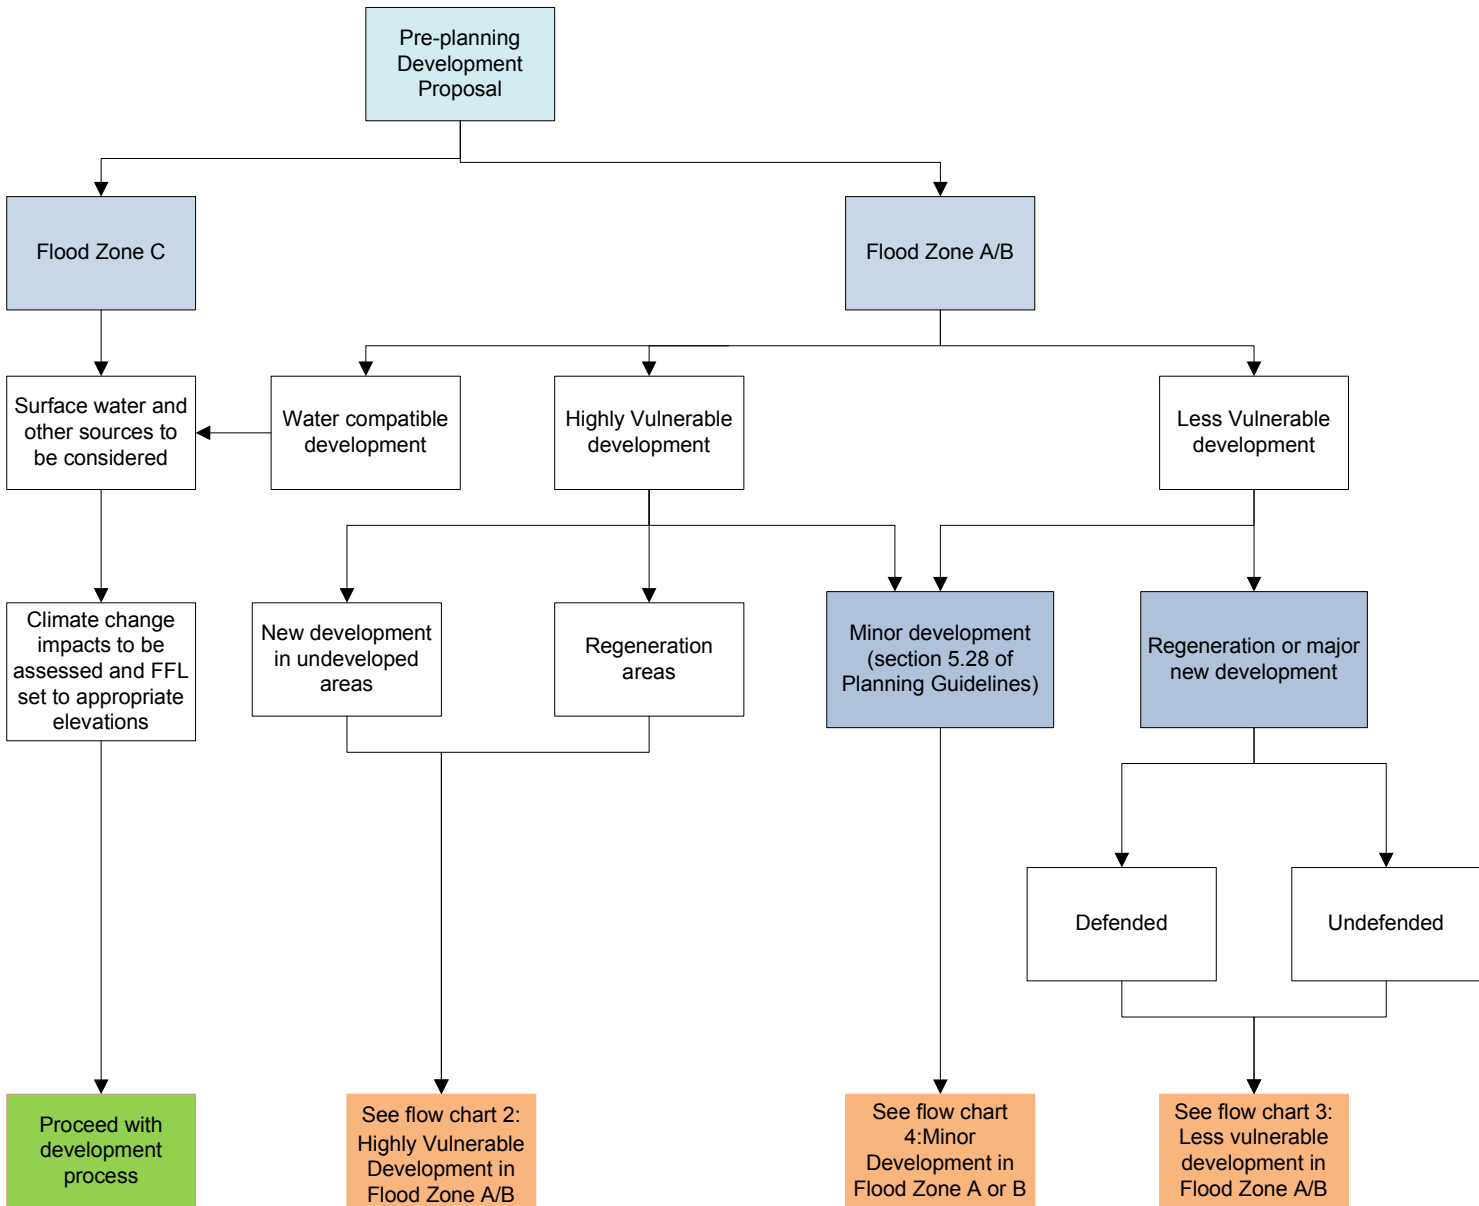 Pre-planning
Development
Proposal
Flood Zone C
Flood Zone A/B
Surface water and
other sources to
be considered
Water compatible
development
Highly Vulnerable
development
Less Vulnerable
development
Climate change
impacts to be
assessed and FFL
set to appropriate
elevations
New development
in undeveloped
areas
Regeneration
areas
Minor development
(section 5.28 of
Planning Guidelines)
Regeneration or major
new development
Defended
Undefended
Proceed with
development
process
See flow chart 2:
Highly Vulnerable
Development in
Flood Zone A/B
See flow chart
4:Minor
Development in
Flood Zone A or B
See flow chart 3:
Less vulnerable
development in
Flood Zone A/B